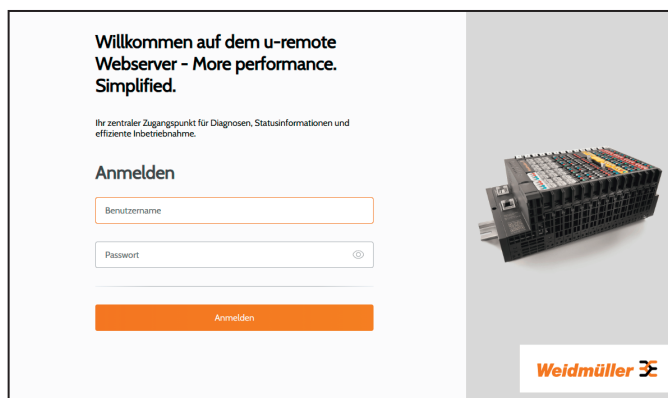 Willkommen auf dem u-remote
Webserver - More performance.
Simplified.
Ihr zentraler Zugangspunkt für Diagnosen, Statusinformationen und
effiziente Inbetriebnahme.
Anmelden
Benutzername
Passwort
Anmelden
Weidmüller